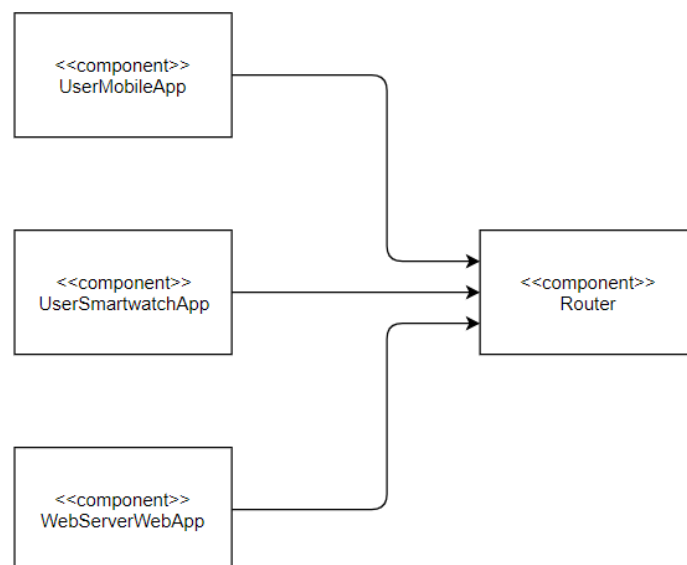 <<component>>
UserMobileApp
<<component>>
UserSmartwatchApp
<<component>>
Router
<<component>>
WebServerWebApp